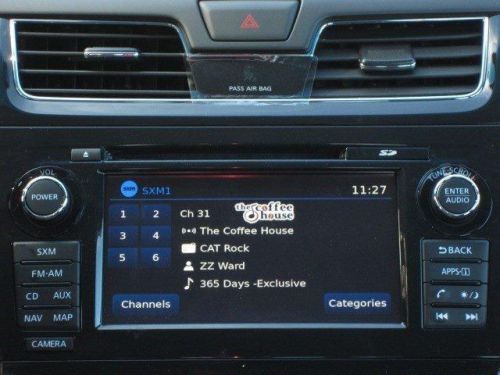 PASS AIR BAG
VOL
POWER
SXM
FM·AM
CD AUX
NAV MAP
CAMERA
SD
sxm SXM1 11:27
1 2 Ch 31 the coffee house
3 4 The Coffee House
5 6 CAT Rock
ZZ Ward
365 Days -Exclusive
Channels Categories
TUNE·SCROLL
ENTER
AUDIO
BACK
APPS·i